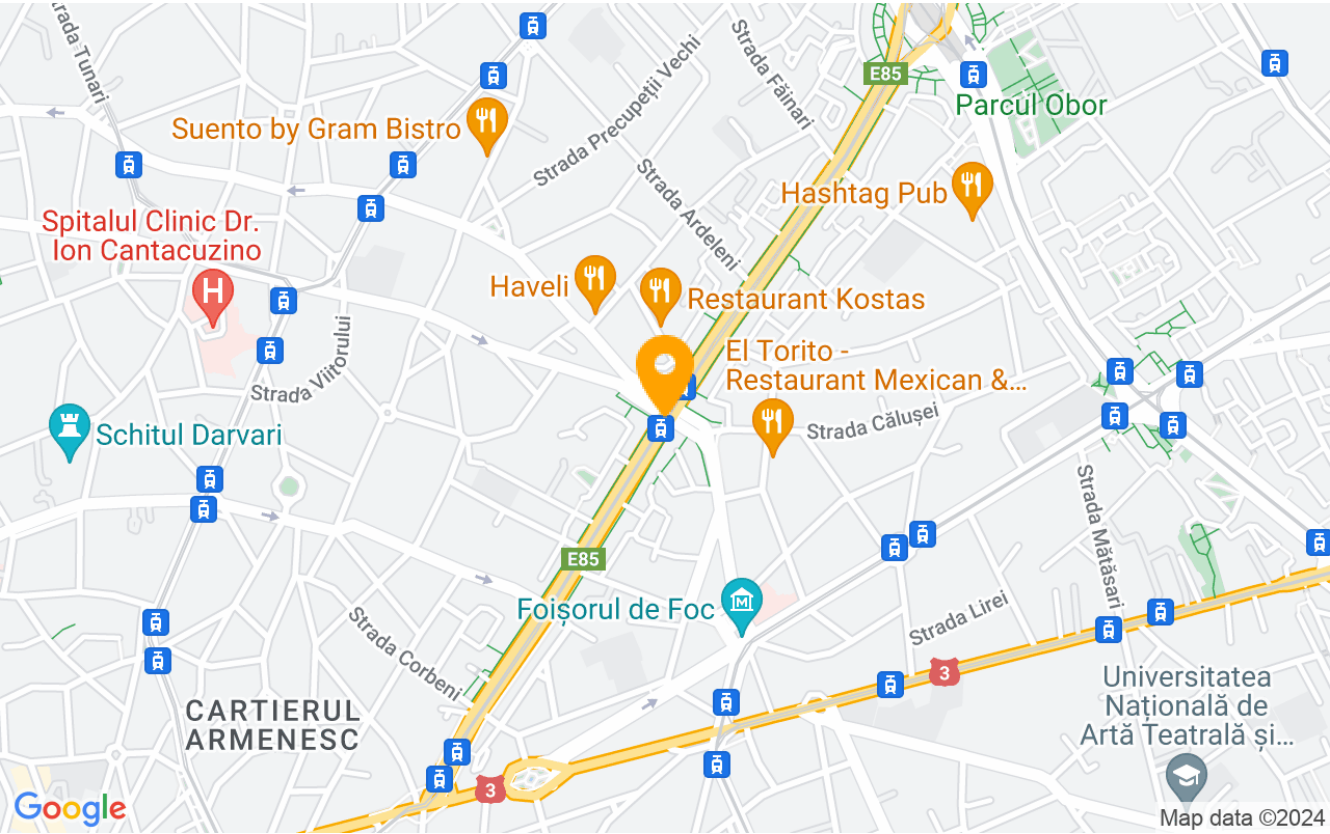 Strada Tunari
Strada Precupeții Vechi
Strada Făinari
E85
Parcul Obor
Suento by Gram Bistro
Strada Ardeleni
Hashtag Pub
Spitalul Clinic Dr.
Ion Cantacuzino
H
Haveli
Restaurant Kostas
El Torito -
Restaurant Mexican &...
Strada Viitorului
Strada Călușei
Schitul Darvari
Strada Mătăsari
E85
Foișorul de Foc
M
Strada Lirei
Strada Corbeni
3
Universitatea
Națională de
Artă Teatrală și...
CARTIERUL
ARMENESC
3
Google
Map data ©2024